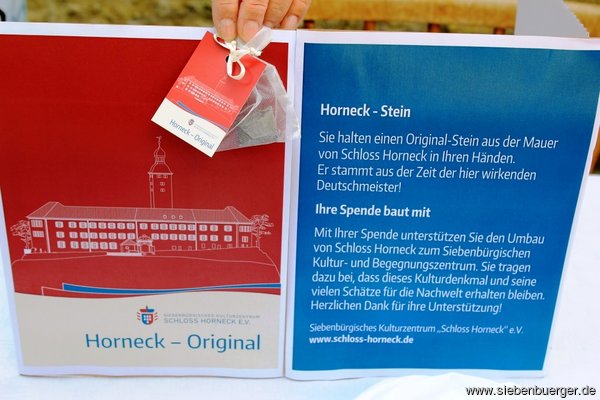 Horneck - Original
SIEBENBÜRGISCHES KULTURZENTRUM
SCHLOSS HORNECK E.V.
Horneck – Original
Horneck - Stein
Sie halten einen Original-Stein aus der Mauer
von Schloss Horneck in Ihren Händen.
Er stammt aus der Zeit der hier wirkenden
Deutschmeister!
Ihre Spende baut mit
Mit Ihrer Spende unterstützen Sie den Umbau
von Schloss Horneck zum Siebenbürgischen
Kultur- und Begegnungszentrum. Sie tragen
dazu bei, dass dieses Kulturdenkmal und seine
vielen Schätze für die Nachwelt erhalten bleiben.
Herzlichen Dank für ihre Unterstützung!
Siebenbürgisches Kulturzentrum „Schloss Horneck" e.V.
www.schloss-horneck.de
www.siebenbuerger.de